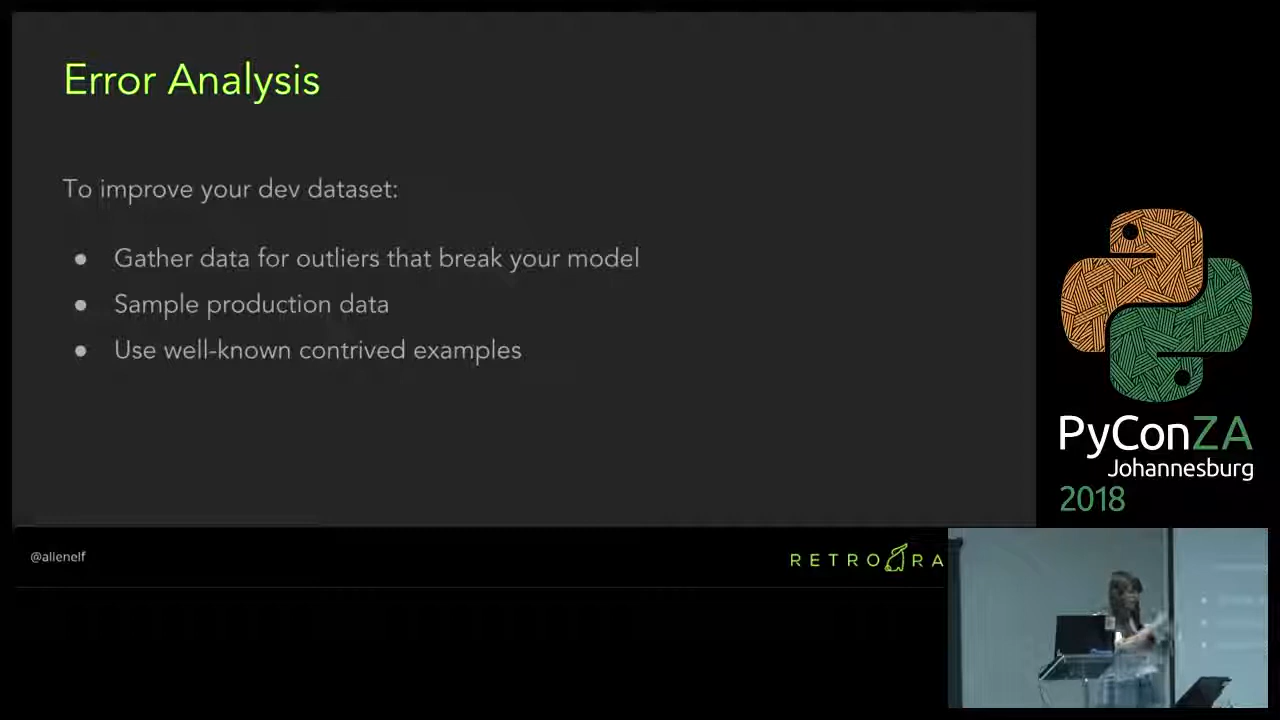 Error Analysis
To improve your dev dataset:
● Gather data for outliers that break your model
● Sample production data
● Use well-known contrived examples
PyConZA
Johannesburg
2018
@alienelf
RETRO RA